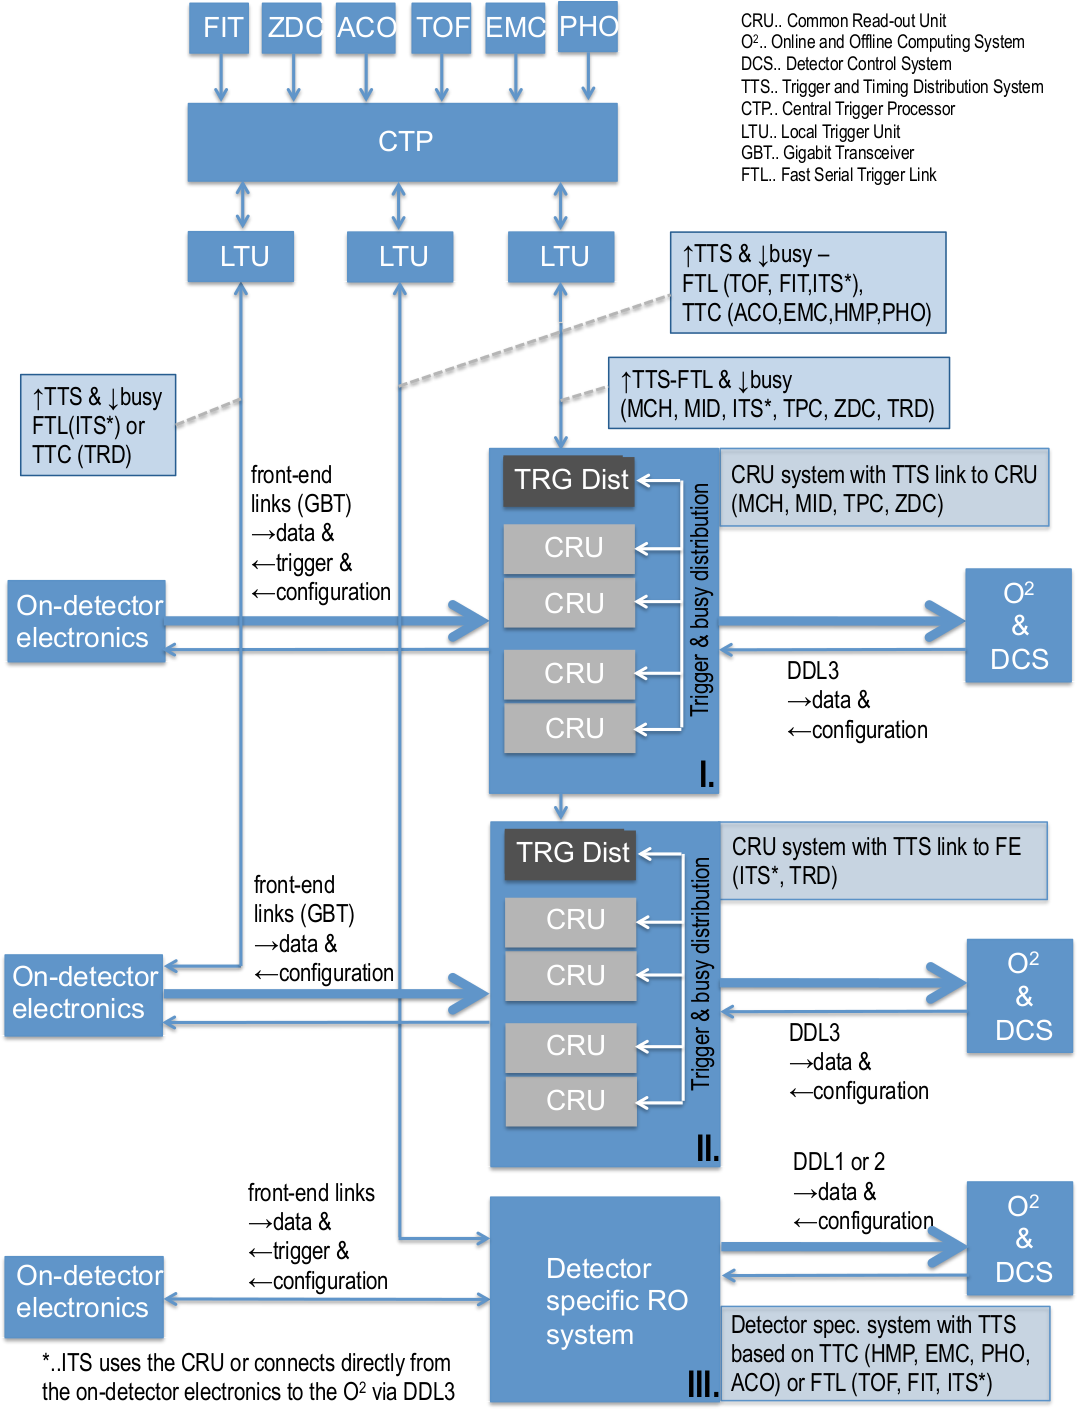 FIT
ZDC
ACO
TOF
EMC
PHO
CRU.. Common Read-out Unit
O².. Online and Offline Computing System
DCS.. Detector Control System
TTS.. Trigger and Timing Distribution System
CTP.. Central Trigger Processor
LTU.. Local Trigger Unit
GBT.. Gigabit Transceiver
FTL.. Fast Serial Trigger Link
CTP
LTU
LTU
LTU
↑TTS & ↓busy –
FTL (TOF, FIT,ITS*),
TTC (ACO,EMC,HMP,PHO)
↑TTS-FTL & ↓busy
(MCH, MID, ITS*, TPC, ZDC, TRD)
↑TTS & ↓busy
FTL(ITS*) or
TTC (TRD)
front-end
links (GBT)
→data &
←trigger &
←configuration
On-detector
electronics
TRG Dist
CRU
CRU
CRU
CRU
Trigger & busy distribution
I.
CRU system with TTS link to CRU
(MCH, MID, TPC, ZDC)
DDL3
→data &
←configuration
O²
&
DCS
front-end
links (GBT)
→data &
←configuration
On-detector
electronics
TRG Dist
CRU
CRU
CRU
CRU
Trigger & busy distribution
II.
CRU system with TTS link to FE
(ITS*, TRD)
DDL3
→data &
←configuration
O²
&
DCS
front-end links
→data &
←trigger &
←configuration
On-detector
electronics
Detector
specific RO
system
III.
DDL1 or 2
→data &
←configuration
O²
&
DCS
Detector spec. system with TTS
based on TTC (HMP, EMC, PHO,
ACO) or FTL (TOF, FIT, ITS*)
*..ITS uses the CRU or connects directly from
the on-detector electronics to the O² via DDL3